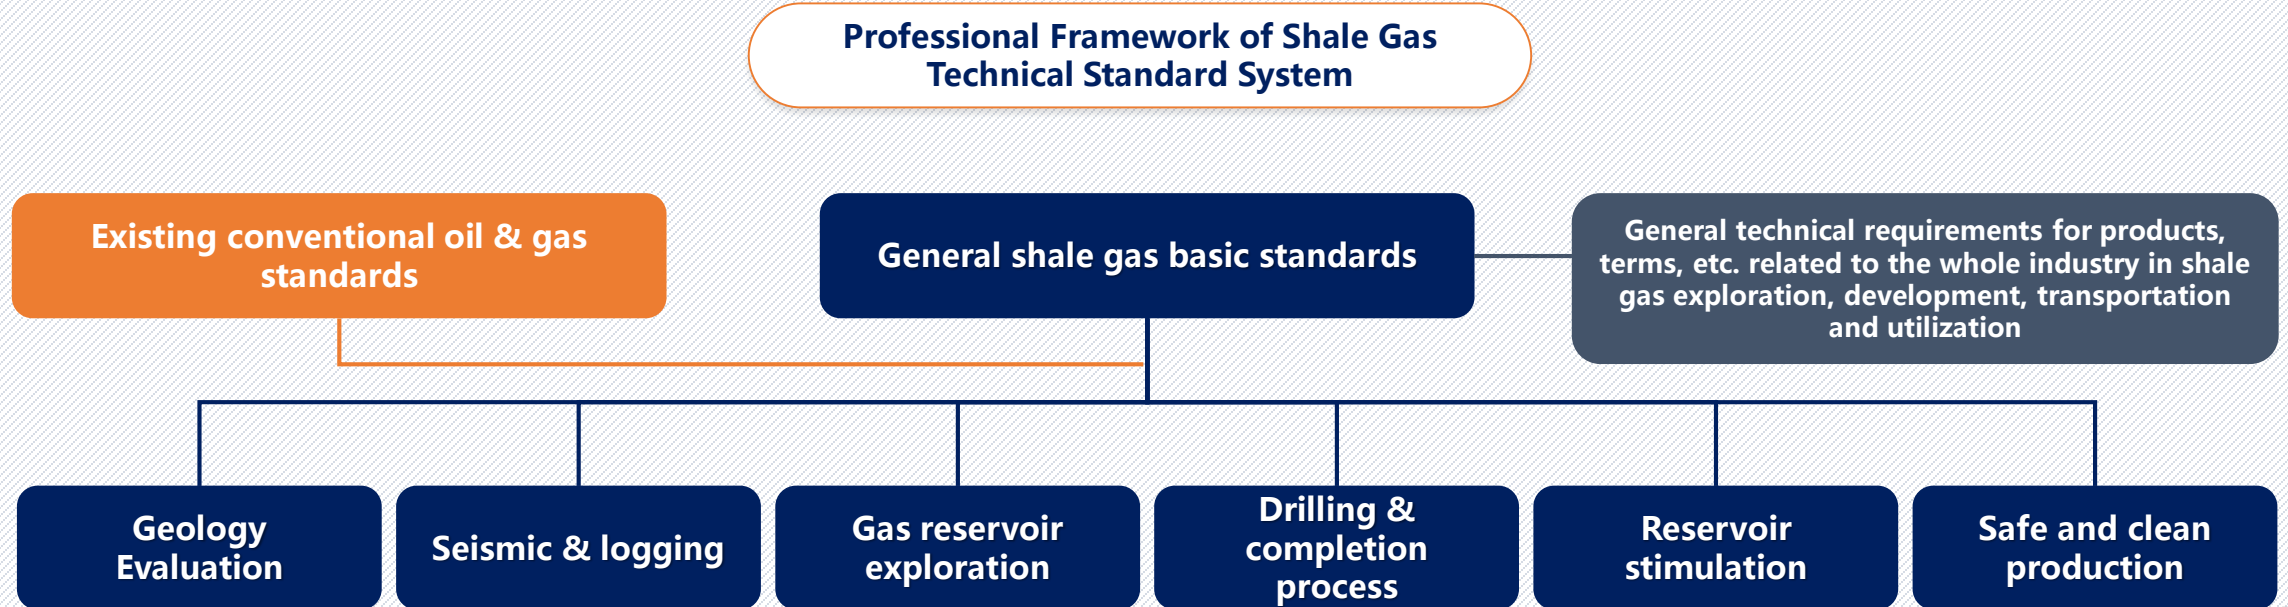 Professional Framework of Shale Gas
Technical Standard System
Existing conventional oil & gas
standards
General shale gas basic standards
General technical requirements for products,
terms, etc. related to the whole industry in shale
gas exploration, development, transportation
and utilization
Geology
Evaluation
Seismic & logging
Gas reservoir
exploration
Drilling &
completion
process
Reservoir
stimulation
Safe and clean
production